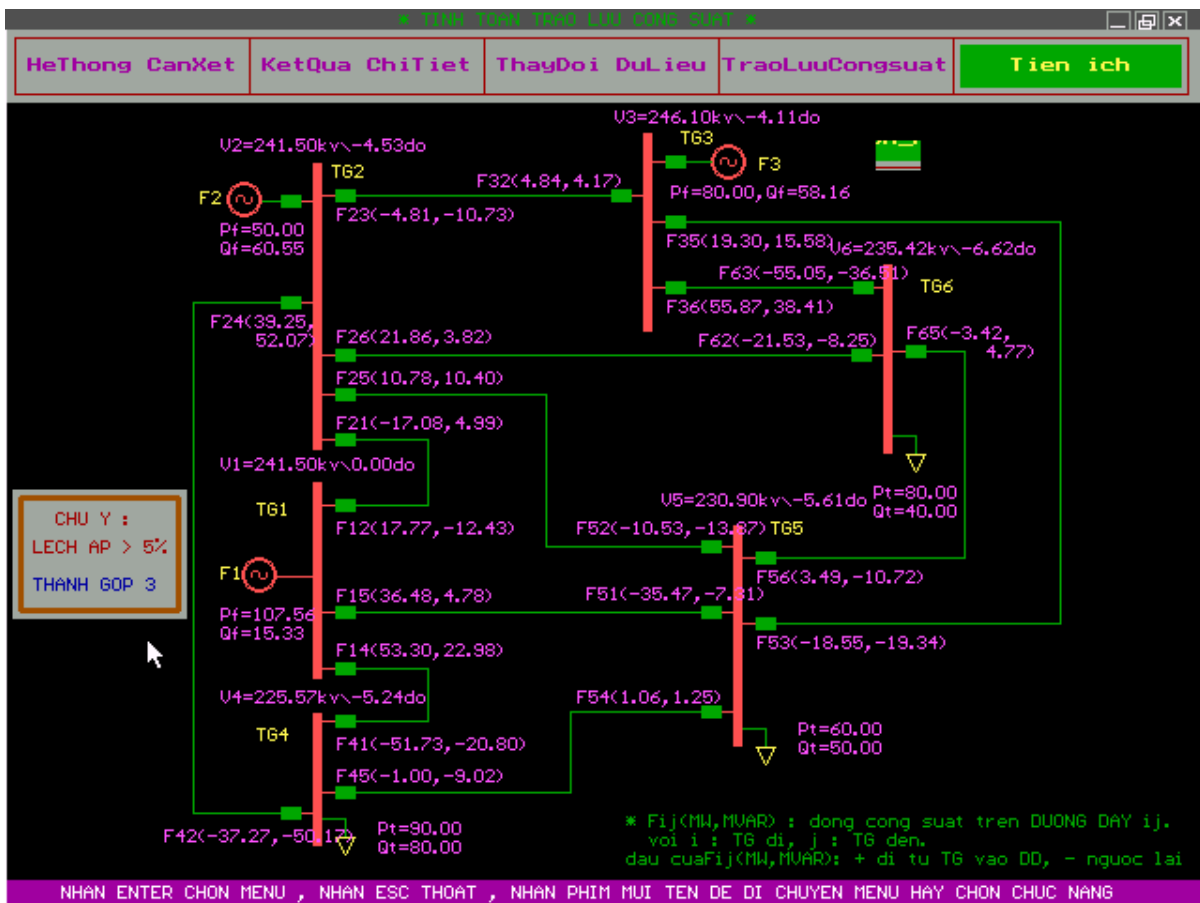 * TINH TOAN TRAO LUU CONG SUAT *
HeThong CanXet KetQua ChiTiet ThayDoi DuLieu TraoLuuCongsuat Tien ich
V3=246.10kv\-4.11do
V2=241.50kv\-4.53do
TG3
F3
TG2
F32(4.84,4.17)
Pf=80.00,Qf=58.16
F2
F23(-4.81,-10.73)
Pf=50.00
Qf=60.55
F35(19.30,15.58)
V6=235.42kv\-6.62do
F63(-55.05,-36.51)
TG6
F36(55.87,38.41)
F24(39.25,
52.07)
F26(21.86,3.82)
F62(-21.53,-8.25)
F65(-3.42,
4.77)
F25(10.78,10.40)
F21(-17.08,4.99)
V1=241.50kv\0.00do
Pt=80.00
Qt=40.00
V5=230.90kv\-5.61do
TG1
F12(17.77,-12.43)
F52(-10.53,-13.87)
TG5
CHU Y :
LECH AP > 5%
THANH GOP 3
F1
F56(3.49,-10.72)
F15(36.48,4.78)
F51(-35.47,-7.31)
Pf=107.56
Qf=15.33
F14(53.30,22.98)
F53(-18.55,-19.34)
V4=225.57kv\-5.24do
F54(1.06,1.25)
TG4
F41(-51.73,-20.80)
Pt=60.00
Qt=50.00
F45(-1.00,-9.02)
F42(-37.27,-50.17)
Pt=90.00
Qt=80.00
* Fij(MW,MVAR) : dong cong suat tren DUONG DAY ij.
voi i : TG di, j : TG den.
dau cuaFij(MW,MVAR): + di tu TG vao DD, - nguoc lai
NHAN ENTER CHON MENU , NHAN ESC THOAT , NHAN PHIM MUI TEN DE DI CHUYEN MENU HAY CHON CHUC NANG